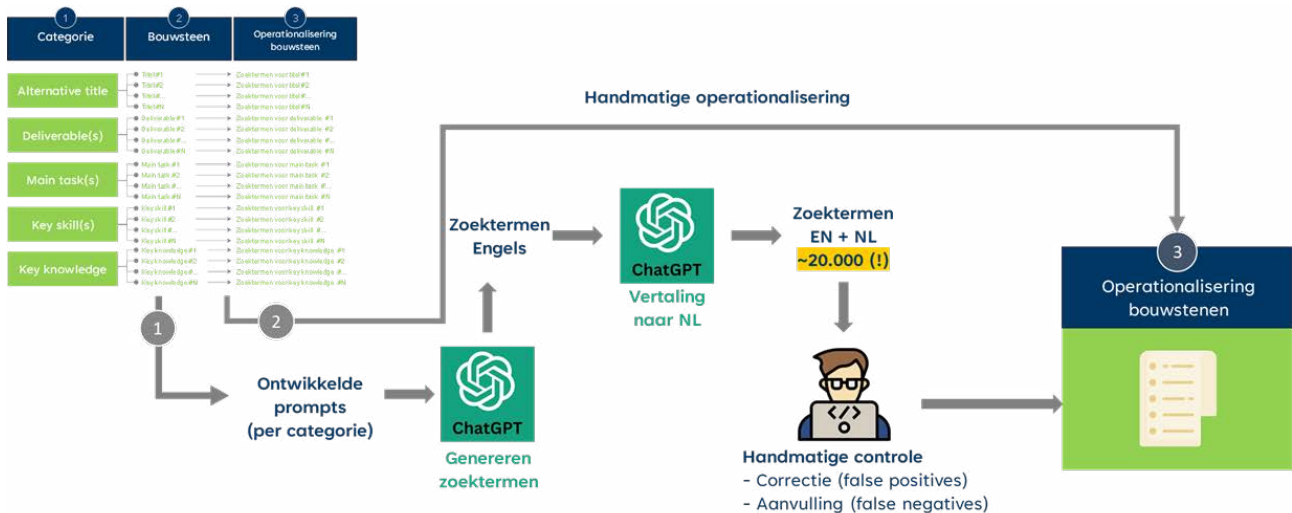 1
2
3
Categorie
Bouwsteen
Operationalisering
bouwsteen
Alternative title
Titel#1
Zoektermen voor titel #1
Titel#2
Zoektermen voor titel #2
Titel#...
Zoektermen voor titel #...
Titel#N
Zoektermen voor titel #N
Deliverable(s)
Deliverable #1
Zoektermen voor deliverable #1
Deliverable #2
Zoektermen voor deliverable #2
Deliverable #...
Zoektermen voor deliverable #...
Deliverable #N
Zoektermen voor deliverable #N
Main task(s)
Main task #1
Zoektermen voor main task #1
Main task #2
Zoektermen voor main task #2
Main task #...
Zoektermen voor main task #...
Main task #N
Zoektermen voor main task #N
Key skill(s)
Key skill #1
Zoektermen voor key skill #1
Key skill #2
Zoektermen voor key skill #2
Key skill #...
Zoektermen voor key skill #...
Key skill #N
Zoektermen voor key skill #N
Key knowledge
Key knowledge #1
Zoektermen voor key knowledge #1
Key knowledge #2
Zoektermen voor key knowledge #2
Key knowledge #...
Zoektermen voor key knowledge #...
Key knowledge #N
Zoektermen voor key knowledge #N
1
2
Handmatige operationalisering
Ontwikkelde
prompts
(per categorie)
ChatGPT
Genereren
zoektermen
Zoektermen
Engels
ChatGPT
Vertaling
naar NL
Zoektermen
EN + NL
~20.000 (!)
Handmatige controle
- Correctie (false positives)
- Aanvulling (false negatives)
3
Operationalisering
bouwstenen